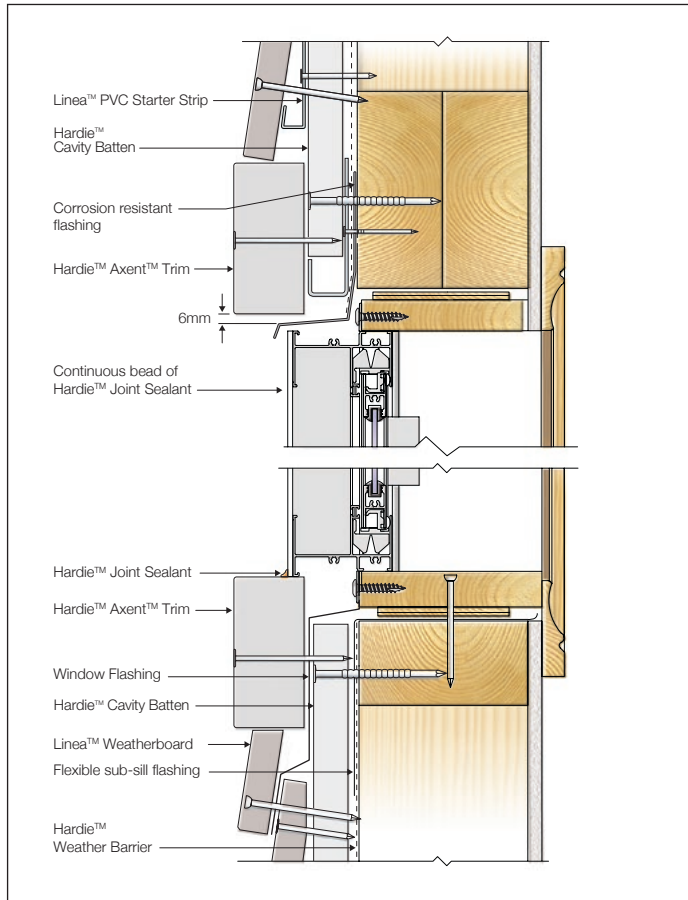 Linea™ PVC Starter Strip
Hardie™
Cavity Batten
Corrosion resistant
flashing
Hardie™ Axent™ Trim
6mm
Continuous bead of
Hardie™ Joint Sealant
Hardie™ Joint Sealant
Hardie™ Axent™ Trim
Window Flashing
Hardie™ Cavity Batten
Linea™ Weatherboard
Flexible sub-sill flashing
Hardie™
Weather Barrier